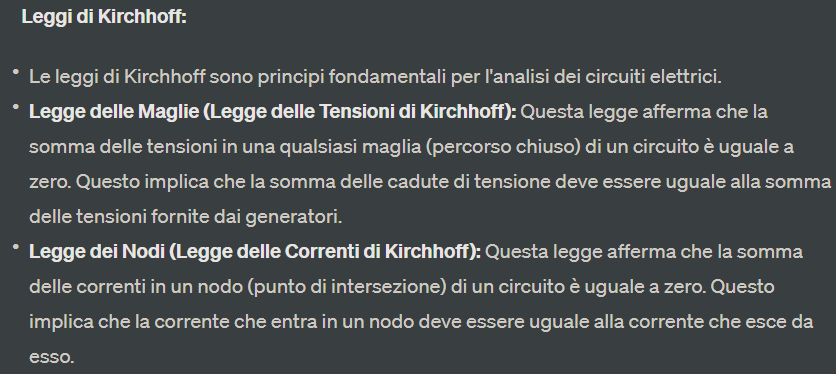 Leggi di Kirchhoff:
• Le leggi di Kirchhoff sono principi fondamentali per l'analisi dei circuiti elettrici.
• Legge delle Maglie (Legge delle Tensioni di Kirchhoff): Questa legge afferma che la
somma delle tensioni in una qualsiasi maglia (percorso chiuso) di un circuito è uguale a
zero. Questo implica che la somma delle cadute di tensione deve essere uguale alla somma
delle tensioni fornite dai generatori.
• Legge dei Nodi (Legge delle Correnti di Kirchhoff): Questa legge afferma che la somma
delle correnti in un nodo (punto di intersezione) di un circuito è uguale a zero. Questo
implica che la corrente che entra in un nodo deve essere uguale alla corrente che esce da
esso.